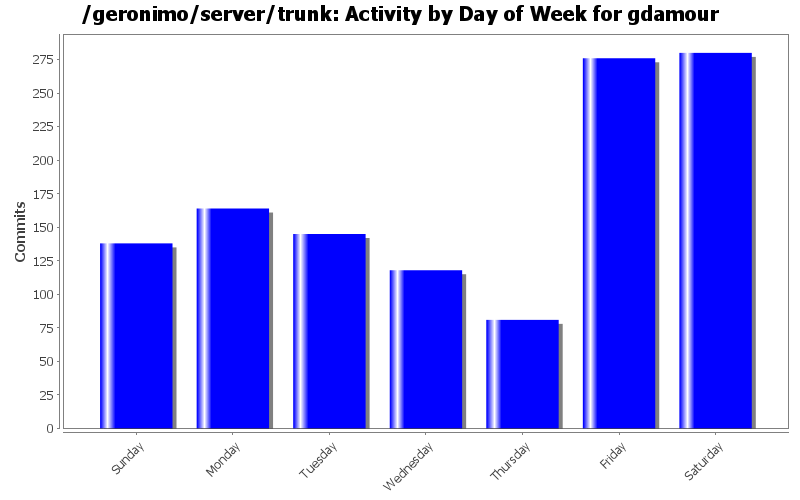 /geronimo/server/trunk: Activity by Day of Week for gdamour
275
250
225
200
175
150
125
100
75
50
25
0
Commits
Sunday
Monday
Tuesday
Wednesday
Thursday
Friday
Saturday